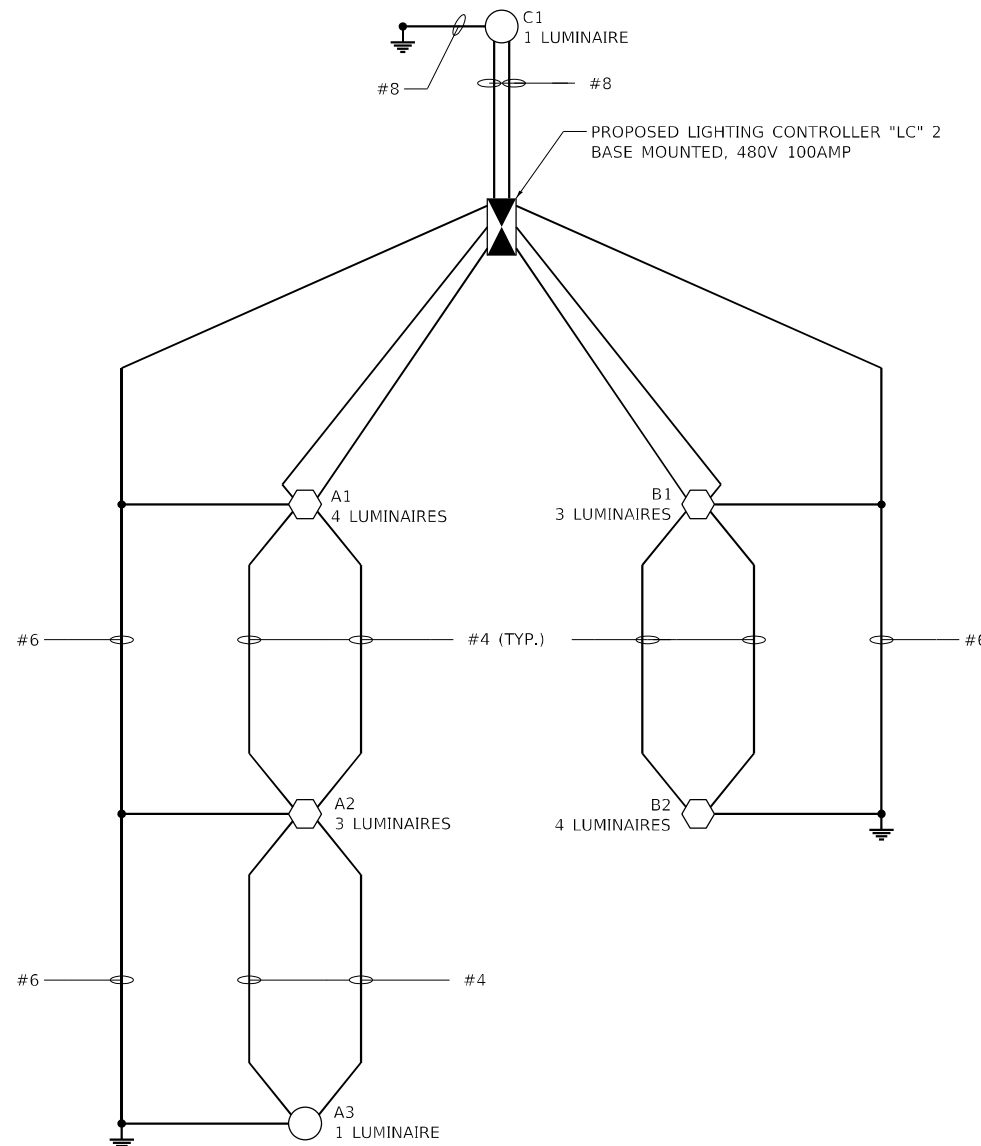 C1
1 LUMINAIRE
#8
#8
PROPOSED LIGHTING CONTROLLER "LC" 2
BASE MOUNTED, 480V 100AMP
A1
4 LUMINAIRES
B1
3 LUMINAIRES
#6
#4 (TYP.)
#6
A2
3 LUMINAIRES
B2
4 LUMINAIRES
#6
#4
A3
1 LUMINAIRE